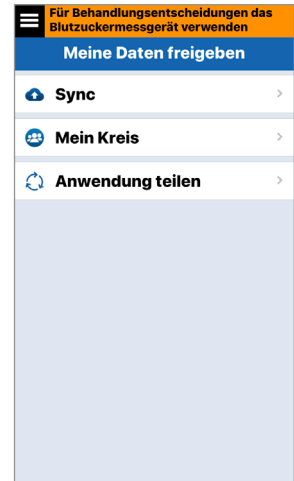 Für Behandlungsentscheidungen das
Blutzuckermessgerät verwenden
Meine Daten freigeben
Sync
Mein Kreis
Anwendung teilen